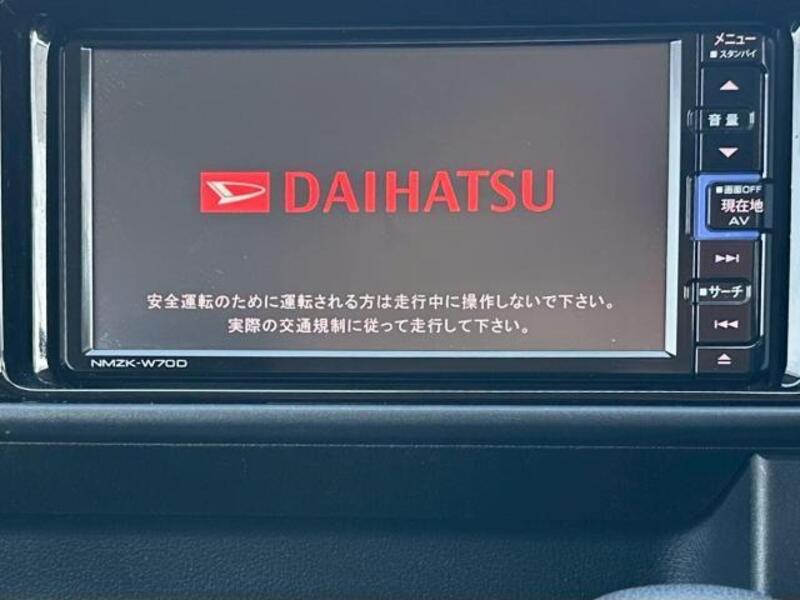 DAIHATSU
安全運転のために運転される方は走行中に操作しないで下さい。
実際の交通規制に従って走行して下さい。
NMZK-W70D
メニュー
スタンバイ
音量
画面OFF
現在地
AV
サーチ